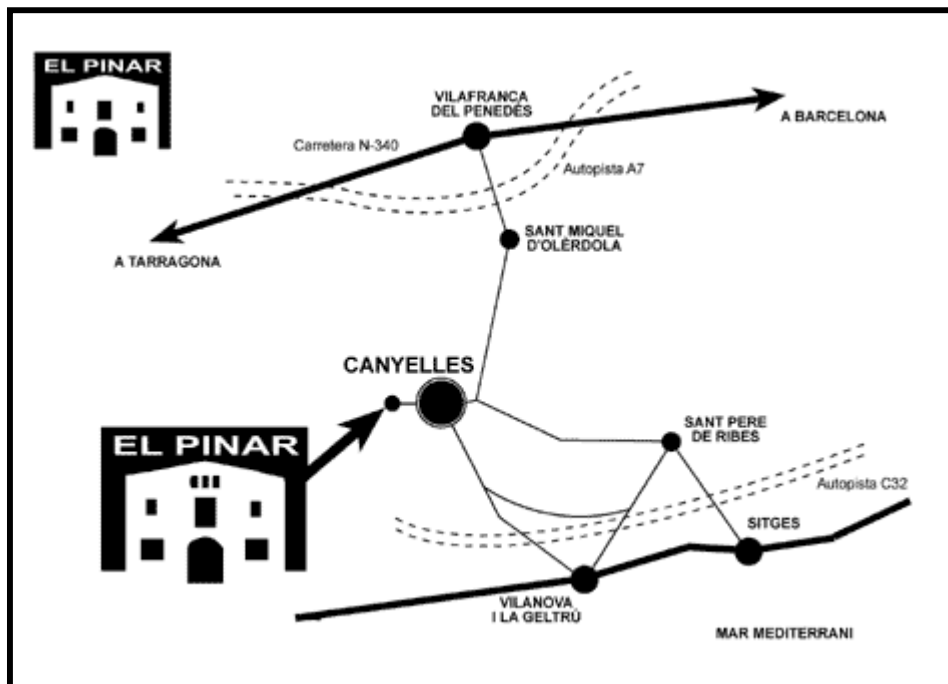 EL PINAR
VILAFRANCA
DEL PENEDÈS
A BARCELONA
Carretera N-340
Autopista A7
SANT MIQUEL
D'OLÈRDOLA
A TARRAGONA
CANYELLES
EL PINAR
SANT PERE
DE RIBES
Autopista C32
SITGES
VILANOVA
I LA GELTRÚ
MAR MEDITERRANI